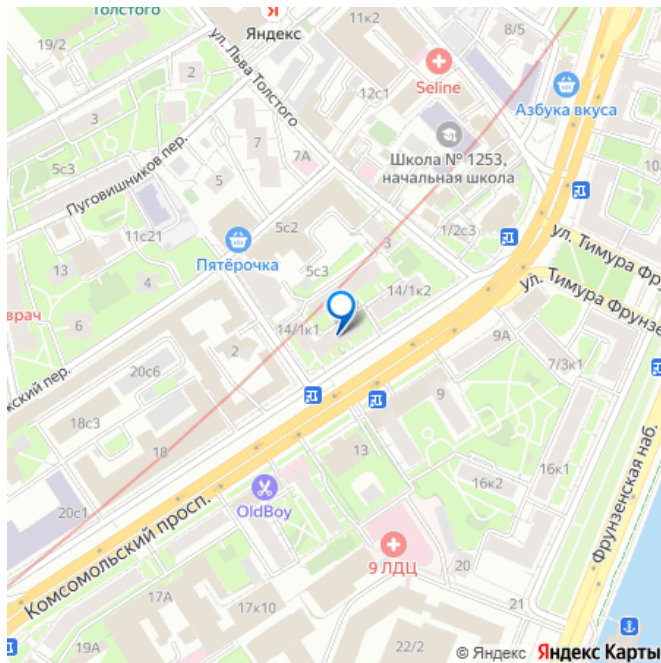 Толстого
Яндекс
11к2
8/5
19/2
2
ул. Льва Толстого
Seline
12с1
Азбука вкуса
3
7
Школа № 1253,
начальная школа
7А
5с3
5
Пуговишников пер.
10/
11с21
5с2
1/2с3
3
ул. Тимура Фру
Пятёрочка
13
4
5с3
14/1к2
ул. Тимура Фрунзен
врач
6
14/1к1
9А
7/3к1
2
20с6
жский пер.
9
18с3
13
18
16к1
16к2
OldBoy
20с1
Комсомольский просп.
Фрунзенская наб.
9 ЛДЦ
20
17А
17к10
21
19А
22/2
© Яндекс Яндекс Карты